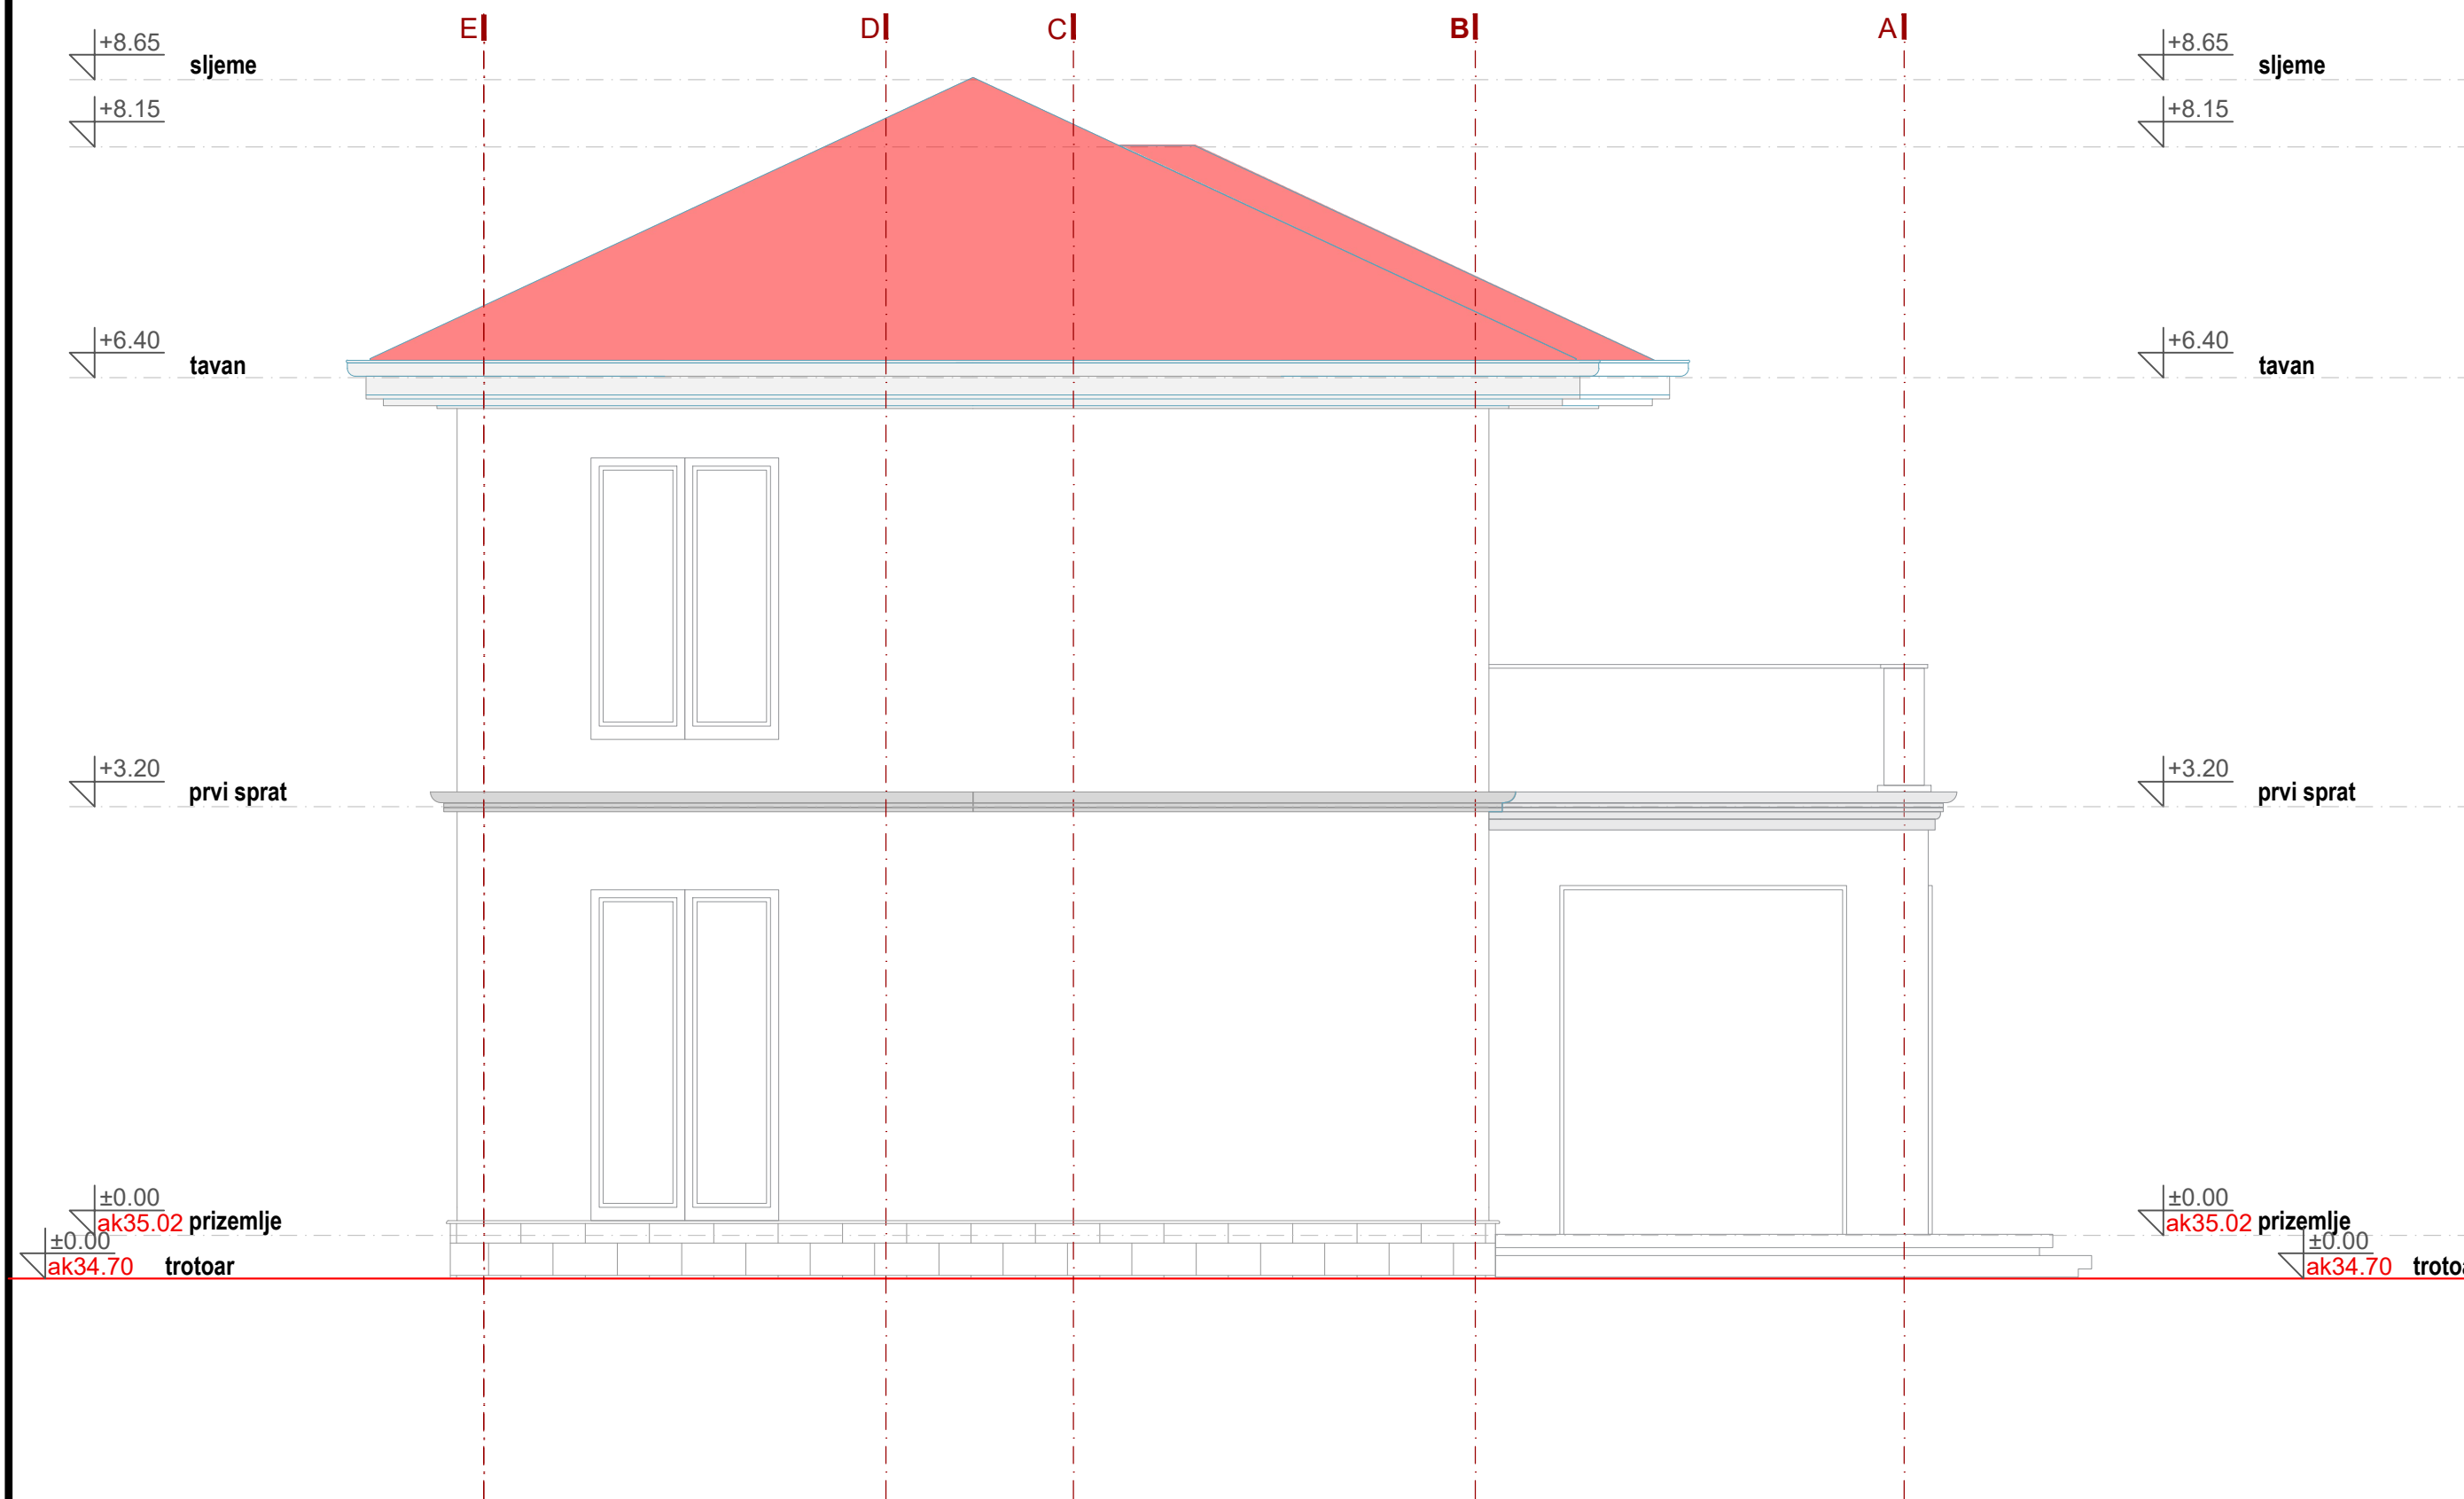 E D C B A
+8.65 sljeme +8.65 sljeme
+8.15 +8.15
+6.40 tavan +6.40 tavan
+3.20 prvi sprat +3.20 prvi sprat
±0.00 ±0.00
ak35.02 prizemlje ak35.02 prizemlje
±0.00 ±0.00
ak34.70 trotoar ak34.70